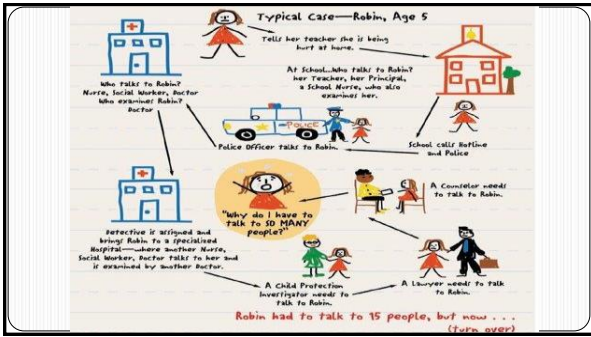 Typical Case—Robin, Age 5
Tells her teacher she is being
hurt at home.
At School...Who talks to Robin?
her Teacher, her Principal,
a School Nurse, who also
examines her.
School calls Hotline
and Police
POLICE
Police Officer talks to Robin.
Who talks to Robin?
Nurse, Social Worker, Doctor
Who examines Robin?
Doctor
Detective is assigned and
brings Robin to a specialized
Hospital—where another Nurse,
Social Worker, Doctor talks to her and
is examined by another Doctor.
A Child Protection
Investigator needs to
talk to Robin.
A Lawyer needs to talk
to Robin.
A Counselor needs
to talk to Robin.
"Why do I have to
talk to SO MANY
people?"
Robin had to talk to 15 people, but now . . .
(turn over)